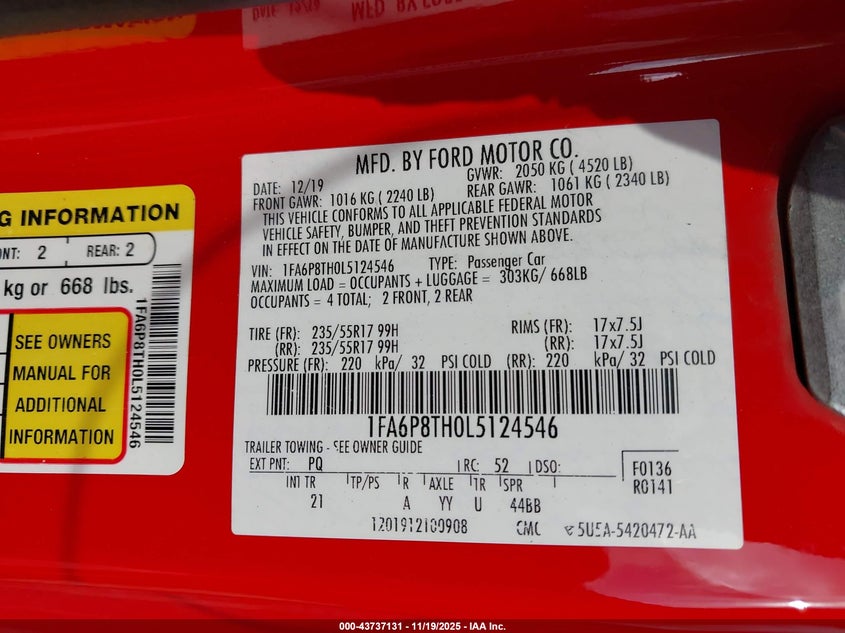 MFD. BY FORD MOTOR CO.
DATE: 12/19 GVWR: 2050 KG ( 4520 LB)
FRONT GAWR: 1016 KG ( 2240 LB) REAR GAWR: 1061 KG ( 2340 LB)
THIS VEHICLE CONFORMS TO ALL APPLICABLE FEDERAL MOTOR
VEHICLE SAFETY, BUMPER, AND THEFT PREVENTION STANDARDS
IN EFFECT ON THE DATE OF MANUFACTURE SHOWN ABOVE.
VIN: 1FA6P8TH0L5124546 TYPE: Passenger Car
MAXIMUM LOAD = OCCUPANTS + LUGGAGE = 303KG/ 668LB
OCCUPANTS = 4 TOTAL; 2 FRONT, 2 REAR
TIRE (FR): 235/55R17 99H RIMS (FR): 17x7.5J
(RR): 235/55R17 99H (RR): 17x7.5J
PRESSURE (FR): 220 kPa/ 32 PSI COLD (RR): 220 kPa/ 32 PSI COLD
1FA6P8TH0L5124546
TRAILER TOWING - SEE OWNER GUIDE
EXT PNT: PQ RC: 52 DSO: F0136
INT TR TP/PS R AXLE TR SPR R0141
21 A YY U 44BB
1201912100908 CMC 5U5A-5420472-AA
G INFORMATION
NT: 2 REAR: 2
kg or 668 lbs.
SEE OWNERS
MANUAL FOR
ADDITIONAL
INFORMATION
1FA6P8TH0L5124546
000-43737131 - 11/19/2025 - IAA Inc.